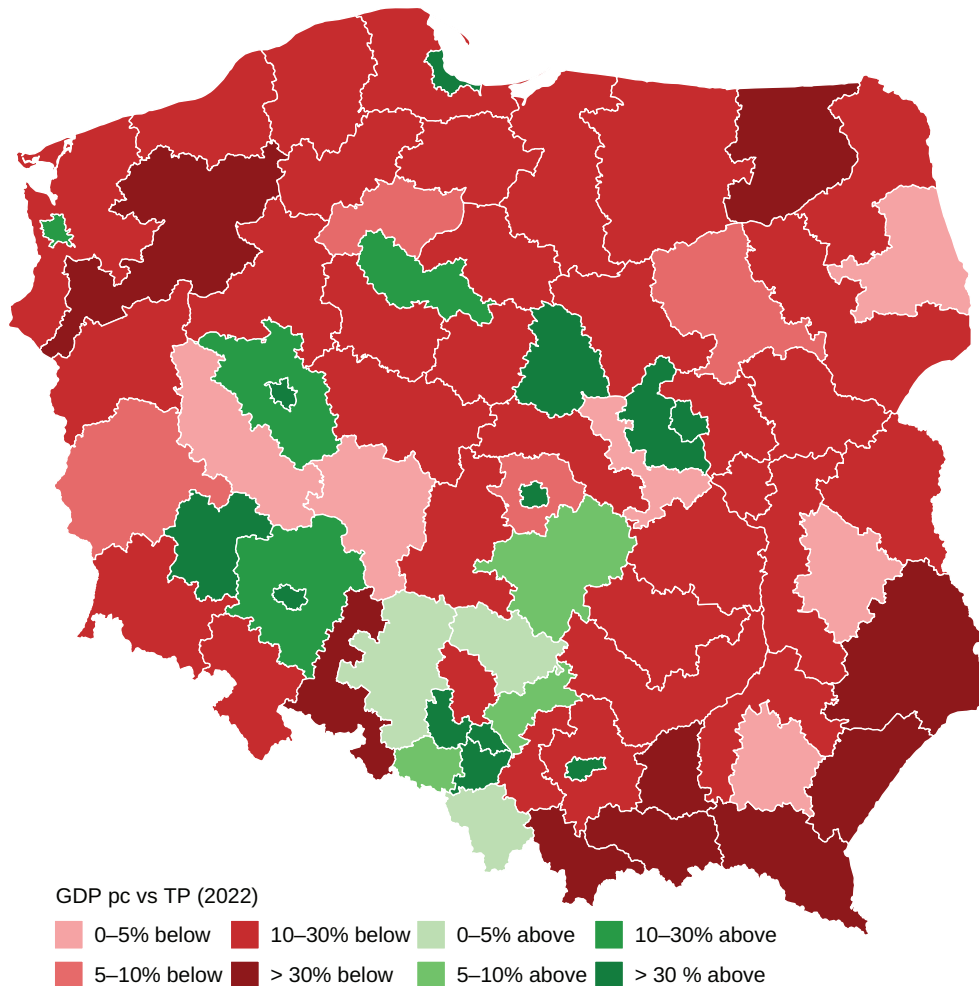 GDP pc vs TP (2022)
0–5% below 10–30% below 0–5% above 10–30% above
5–10% below > 30% below 5–10% above > 30 % above